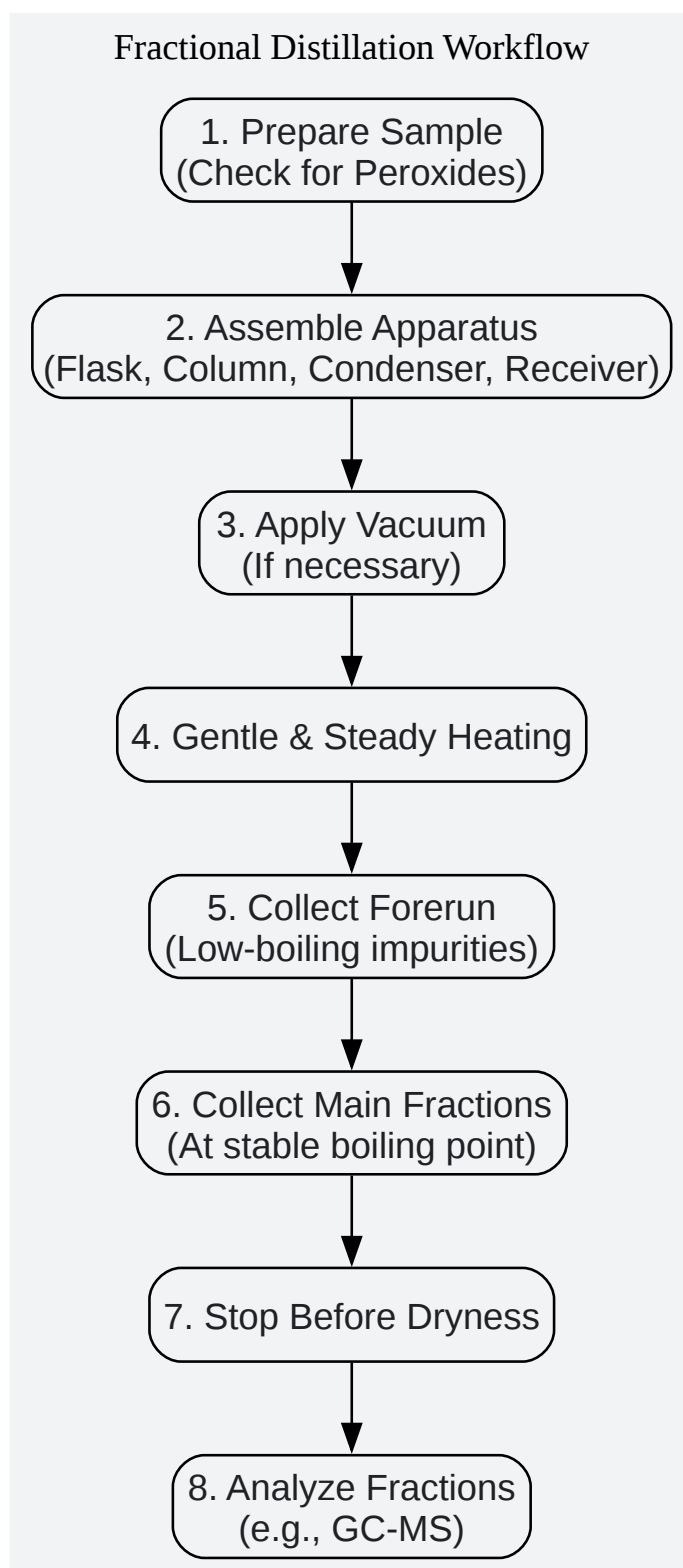 Fractional Distillation Workflow
1. Prepare Sample
(Check for Peroxides)
2. Assemble Apparatus
(Flask, Column, Condenser, Receiver)
3. Apply Vacuum
(If necessary)
4. Gentle & Steady Heating
5. Collect Forerun
(Low-boiling impurities)
6. Collect Main Fractions
(At stable boiling point)
7. Stop Before Dryness
8. Analyze Fractions
(e.g., GC-MS)